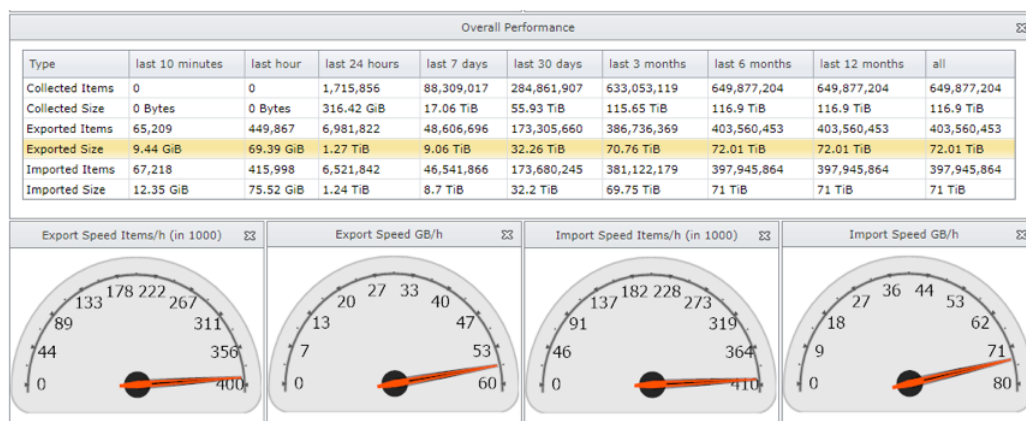 Overall Performance
Type last 10 minutes last hour last 24 hours last 7 days last 30 days last 3 months last 6 months last 12 months all
Collected Items 0 0 1,715,856 88,309,017 284,861,907 633,053,119 649,877,204 649,877,204 649,877,204
Collected Size 0 Bytes 0 Bytes 316.42 GiB 17.06 TiB 55.93 TiB 115.65 TiB 116.9 TiB 116.9 TiB 116.9 TiB
Exported Items 65,209 449,867 6,981,822 48,606,696 173,305,660 386,736,369 403,560,453 403,560,453 403,560,453
Exported Size 9.44 GiB 69.39 GiB 1.27 TiB 9.06 TiB 32.26 TiB 70.76 TiB 72.01 TiB 72.01 TiB 72.01 TiB
Imported Items 67,218 415,998 6,521,842 46,541,866 173,680,245 381,122,179 397,945,864 397,945,864 397,945,864
Imported Size 12.35 GiB 75.52 GiB 1.24 TiB 8.7 TiB 32.2 TiB 69.75 TiB 71 TiB 71 TiB 71 TiB
Export Speed Items/h (in 1000)
0 44 89 133 178 222 267 311 356 400
Export Speed GB/h
0 7 13 20 27 33 40 47 53 60
Import Speed Items/h (in 1000)
0 46 91 137 182 228 273 319 364 410
Import Speed GB/h
0 9 18 27 36 44 53 62 71 80